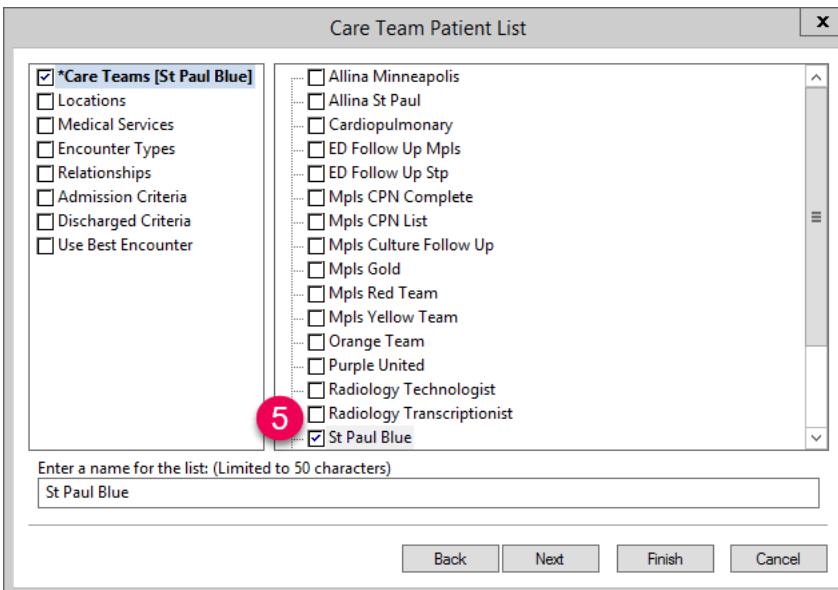 Care Team Patient List
x
*Care Teams [St Paul Blue]
Locations
Medical Services
Encounter Types
Relationships
Admission Criteria
Discharged Criteria
Use Best Encounter
Allina Minneapolis
Allina St Paul
Cardiopulmonary
ED Follow Up Mpls
ED Follow Up Stp
Mpls CPN Complete
Mpls CPN List
Mpls Culture Follow Up
Mpls Gold
Mpls Red Team
Mpls Yellow Team
Orange Team
Purple United
Radiology Technologist
Radiology Transcriptionist
5
St Paul Blue
Enter a name for the list: (Limited to 50 characters)
St Paul Blue
Back Next Finish Cancel